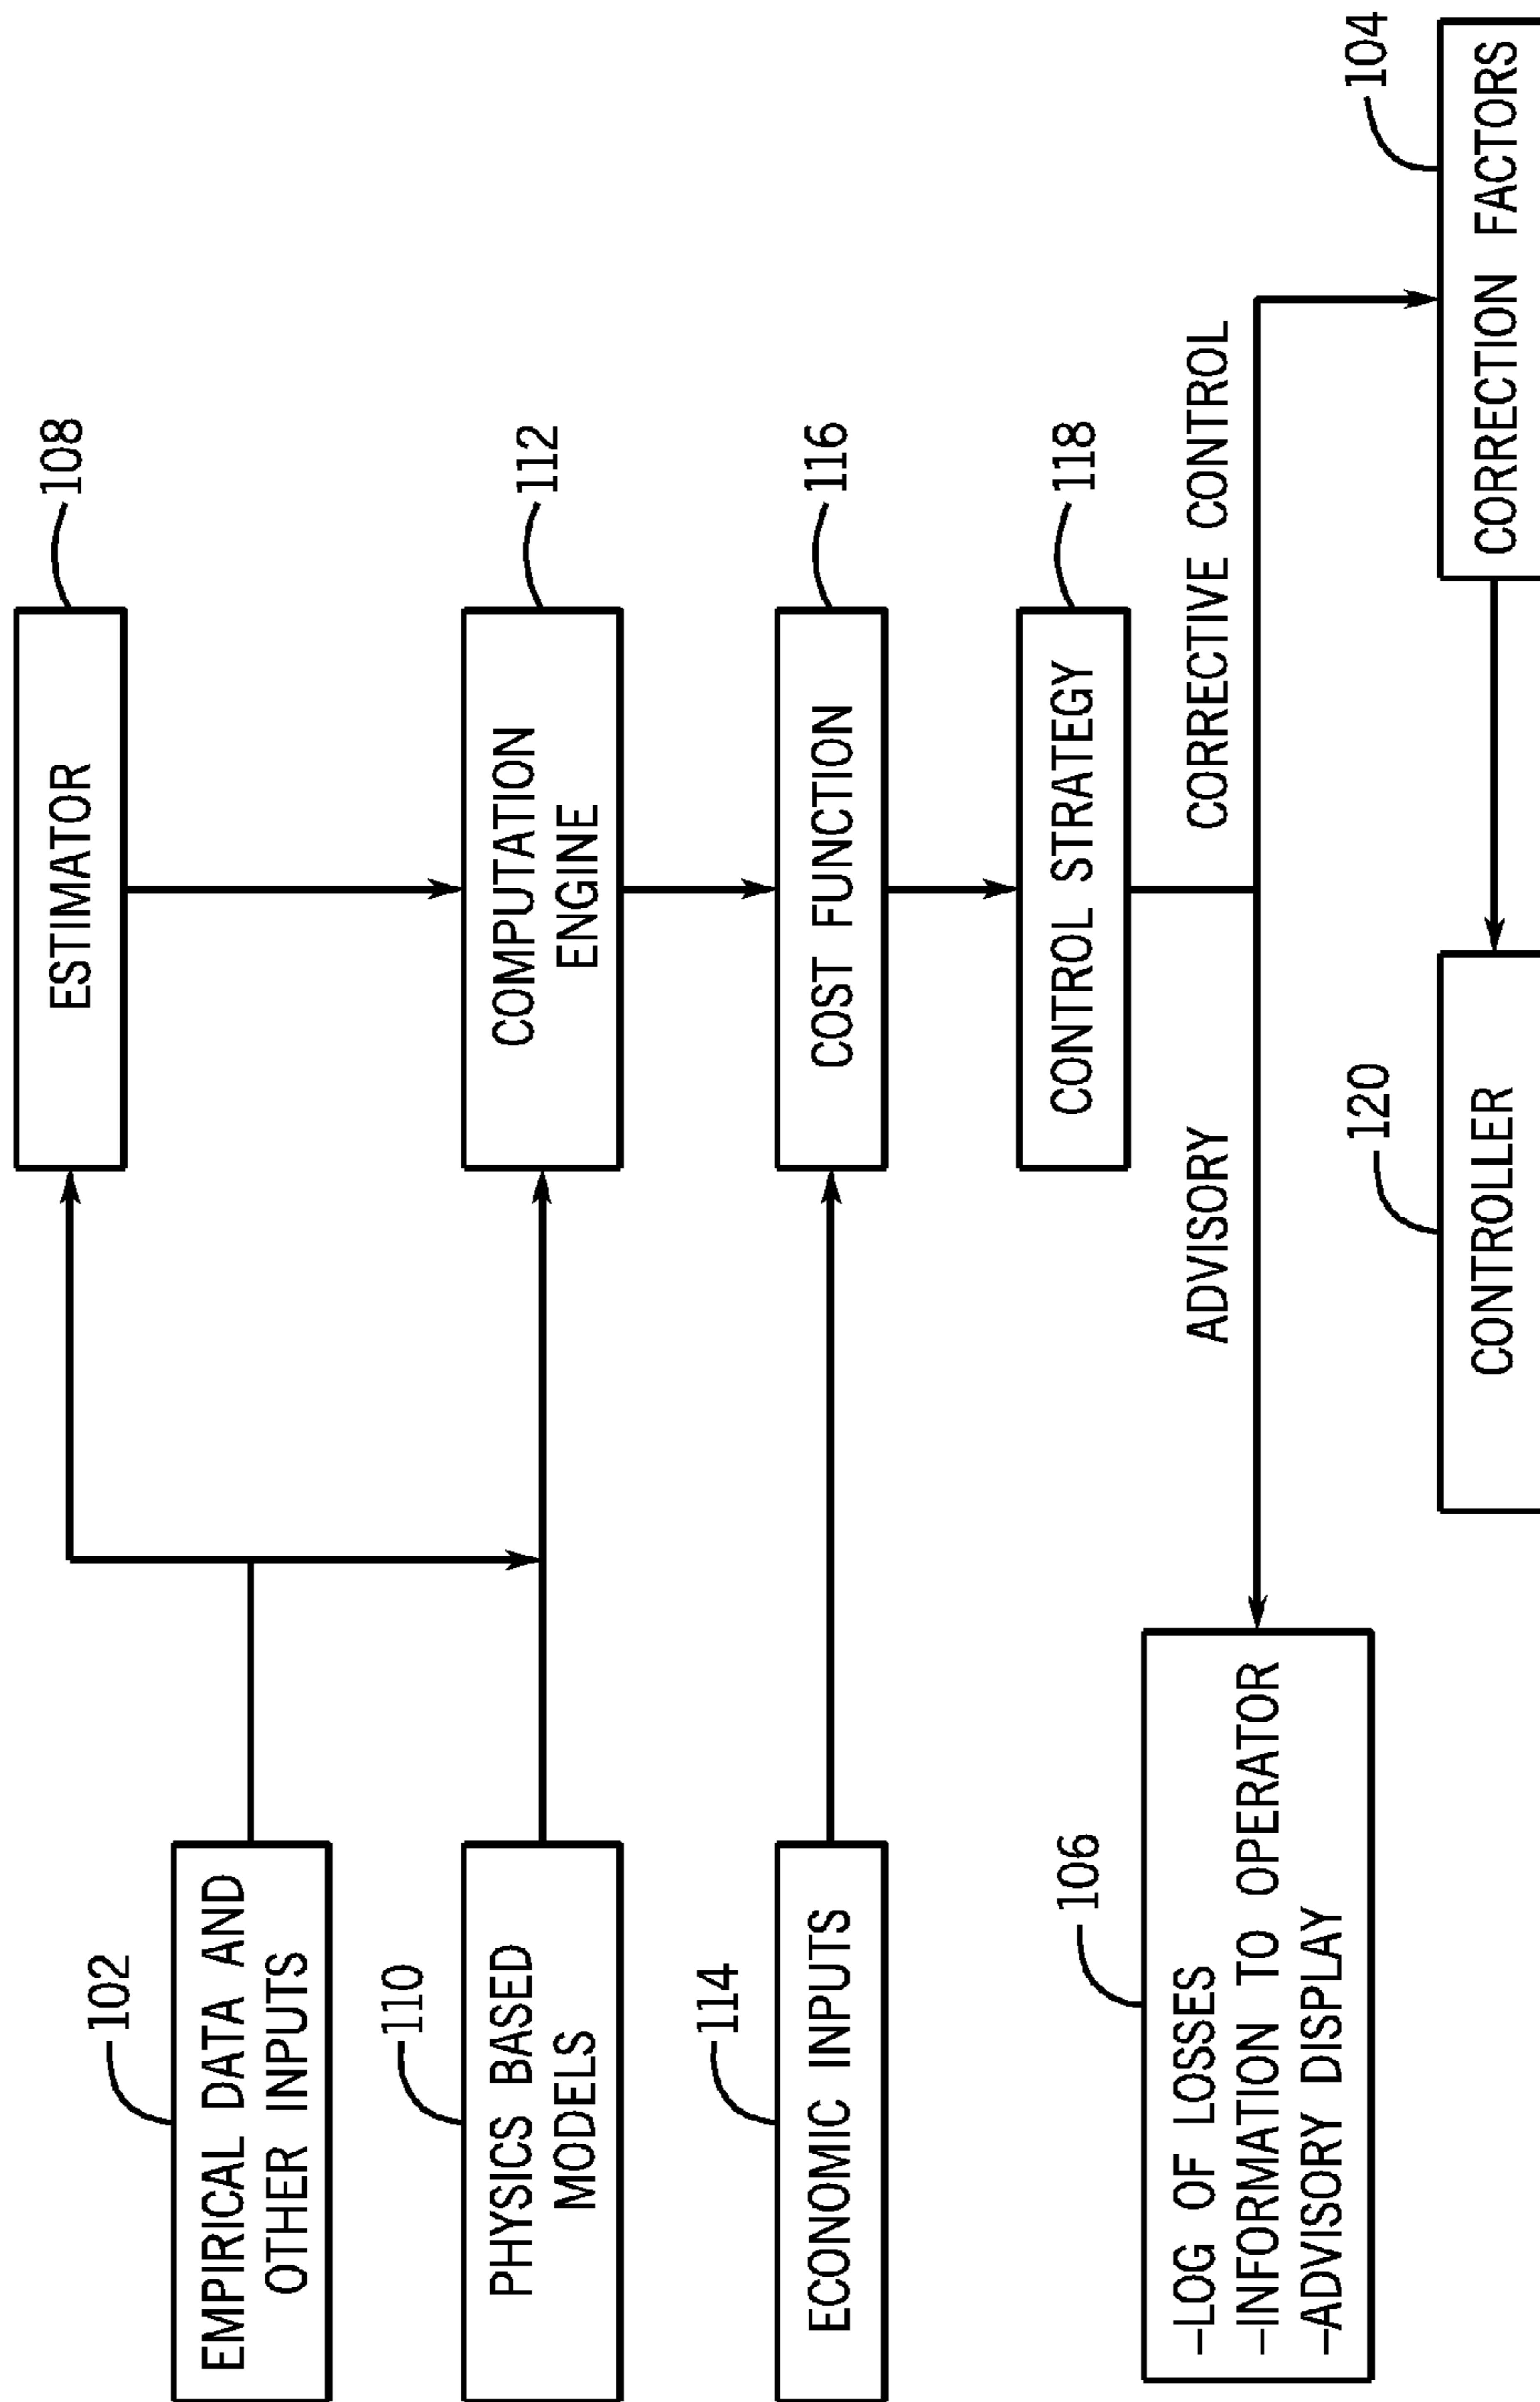 108
ESTIMATOR
102
EMPIRICAL DATA AND
OTHER INPUTS
110
PHYSICS BASED
MODELS
112
COMPUTATION
ENGINE
114
ECONOMIC INPUTS
116
COST FUNCTION
118
CONTROL STRATEGY
ADVISORY
CORRECTIVE CONTROL
106
-LOG OF LOSSES
-INFORMATION TO OPERATOR
-ADVISORY DISPLAY
120
CONTROLLER
104
CORRECTION FACTORS